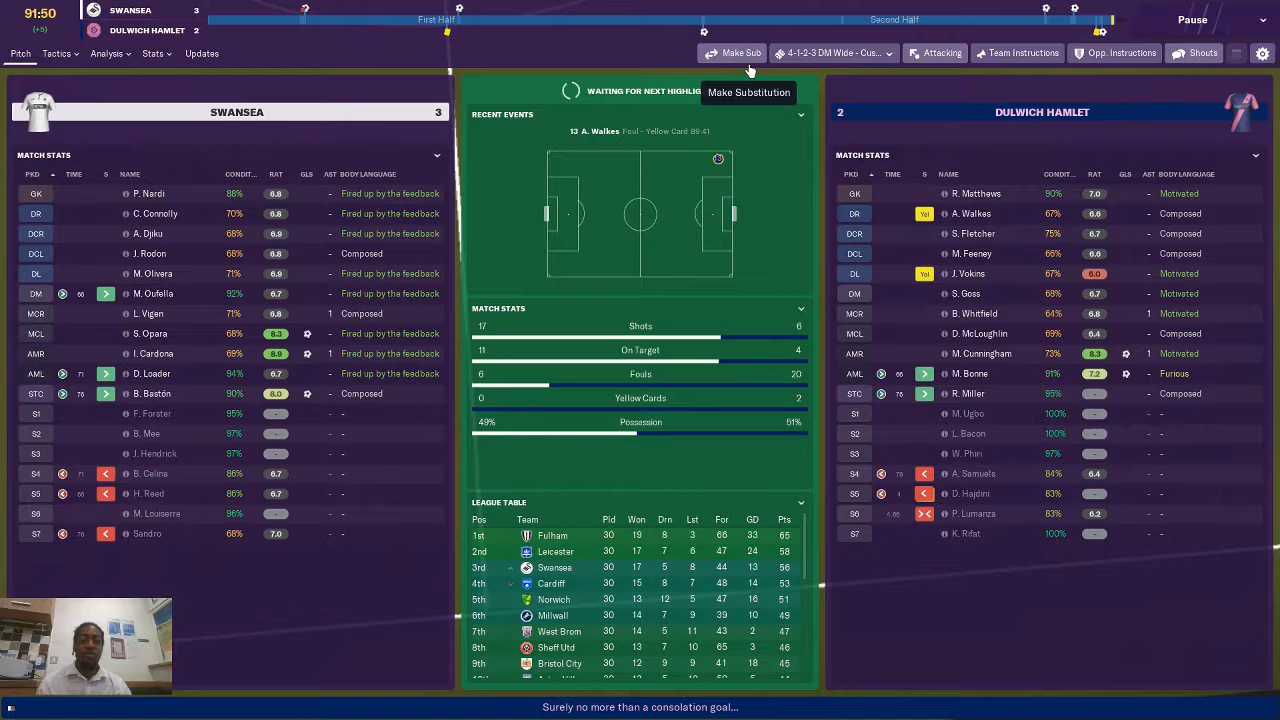 91:50
(+5)
SWANSEA 3
DULWICH HAMLET 2
First Half
Second Half
Pause
Pitch
Tactics
Analysis
Stats
Updates
Make Sub
4-1-2-3 DM Wide - Cus...
Attacking
Team Instructions
Opp. Instructions
Shouts
Make Substitution
SWANSEA 3
MATCH STATS
PKD TIME S NAME CONDIT... RAT GLS AST BODY LANGUAGE
GK P. Nardi 88% 6.8 - Fired up by the feedback
DR C. Connolly 70% 6.8 - Fired up by the feedback
DCR A. Djiku 68% 6.9 - Fired up by the feedback
DCL J. Rodon 68% 6.8 - Composed
DL M. Olivera 71% 6.9 - Fired up by the feedback
DM 66 M. Oufella 92% 6.7 - Fired up by the feedback
MCR L. Vigen 71% 6.8 1 Composed
MCL S. Opara 68% 8.3 - Fired up by the feedback
AMR I. Cardona 69% 8.9 1 Fired up by the feedback
AML 71 D. Loader 94% 6.7 - Fired up by the feedback
STC 76 B. Bastón 90% 8.0 - Composed
S1 F. Forster 95% - - -
S2 B. Mee 97% - - -
S3 J. Hendrick 97% - - -
S4 71 B. Celina 86% 6.7 - -
S5 66 H. Reed 86% 6.7 - -
S6 M. Louiserre 96% - - -
S7 76 Sandro 68% 7.0 - -
WAITING FOR NEXT HIGHLIG
RECENT EVENTS
13 A. Walkes Foul - Yellow Card 89:41
MATCH STATS
17 Shots 6
11 On Target 4
6 Fouls 20
0 Yellow Cards 2
49% Possession 51%
LEAGUE TABLE
Pos Team Pld Won Drn Lst For GD Pts
1st Fulham 30 19 8 3 66 33 65
2nd Leicester 30 17 7 6 47 24 58
3rd Swansea 30 17 5 8 44 13 56
4th Cardiff 30 15 8 7 48 14 53
5th Norwich 30 13 12 5 47 16 51
6th Millwall 30 14 7 9 39 10 49
7th West Brom 30 14 5 11 43 2 47
8th Sheff Utd 30 13 7 10 65 3 46
9th Bristol City 30 12 9 9 41 18 45
2 DULWICH HAMLET
MATCH STATS
PKD TIME S NAME CONDIT... RAT GLS AST BODY LANGUAGE
GK R. Matthews 90% 7.0 - Motivated
DR Yel A. Walkes 67% 6.6 - Composed
DCR S. Fletcher 75% 6.7 - Composed
DCL M. Feeney 66% 6.6 - Composed
DL Yel J. Vokins 67% 6.0 - Motivated
DM S. Goss 68% 6.7 - Motivated
MCR B. Whitfield 64% 6.8 1 Motivated
MCL D. McLoughlin 69% 6.4 - Motivated
AMR M. Cunningham 73% 8.3 1 Motivated
AML 66 M. Bonne 91% 7.2 - Furious
STC 76 R. Miller 95% - - Composed
S1 M. Ugbo 100% - - -
S2 L. Bacon 100% - - -
S3 W. Phiri 97% - - -
S4 76 A. Samuels 84% 6.4 - -
S5 4 D. Hajdini 83% - - -
S6 4, 66 P. Lumanza 83% 6.2 - -
S7 K. Rifat 100% - - -
Surely no more than a consolation goal...